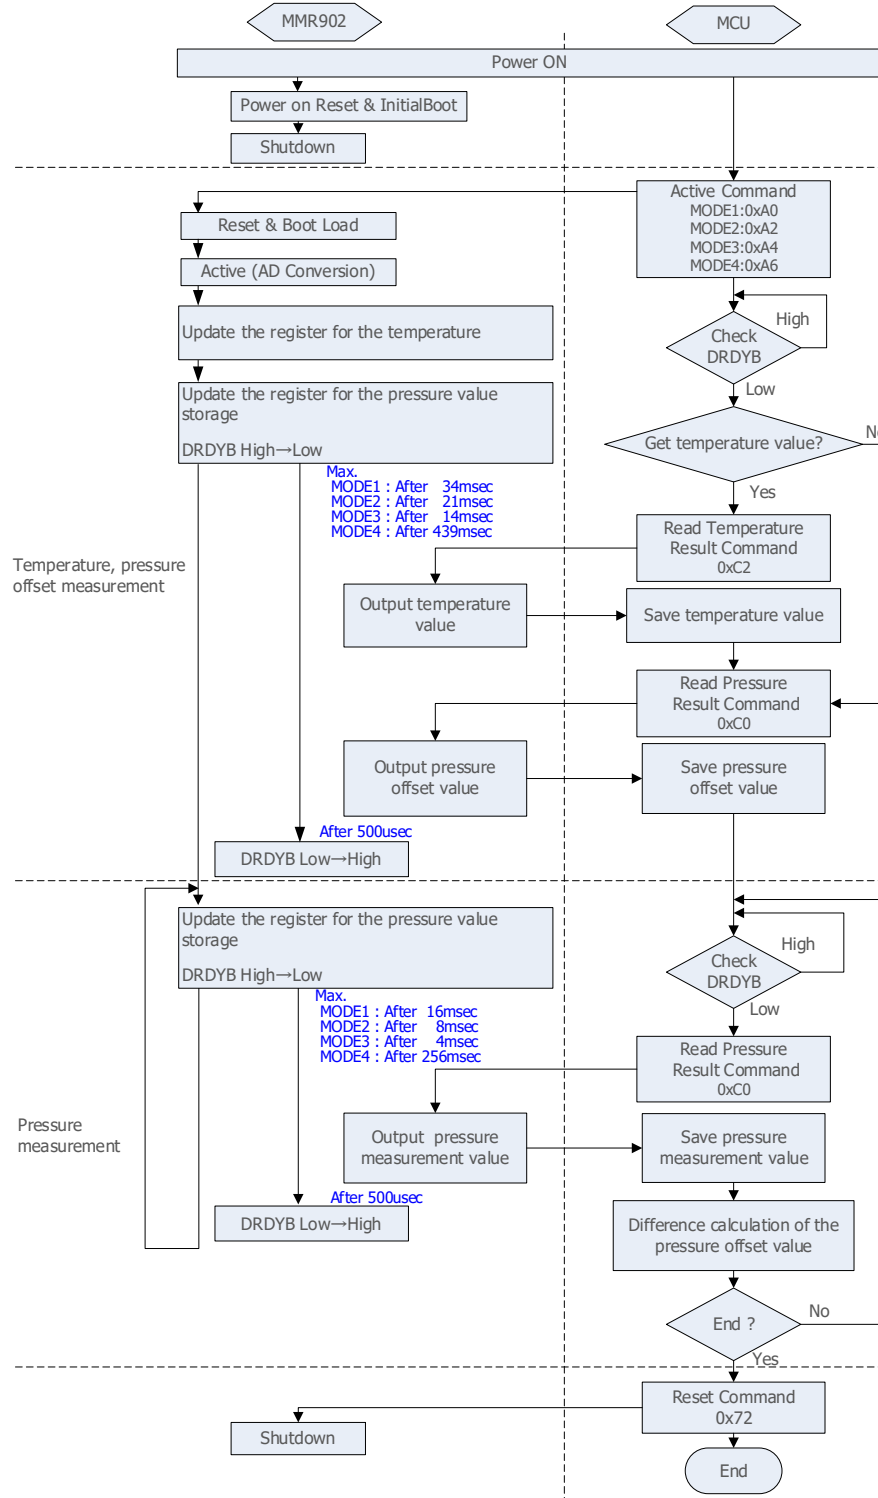 MMR902
MCU
Power ON
Power on Reset & InitialBoot
Shutdown
Active Command
MODE1:0xA0
MODE2:0xA2
MODE3:0xA4
MODE4:0xA6
Reset & Boot Load
Active (AD Conversion)
High
Update the register for the temperature
Check
DRDYB
Low
Update the register for the pressure value
storage
DRDYB High→Low
Get temperature value?
Max.
MODE1 : After 34msec
MODE2 : After 21msec
MODE3 : After 14msec
MODE4 : After 439msec
Yes
Read Temperature
Result Command
0xC2
Temperature, pressure
offset measurement
Output temperature
value
Save temperature value
Read Pressure
Result Command
0xC0
Output pressure
offset value
Save pressure
offset value
After 500usec
DRDYB Low→High
Update the register for the pressure value
storage
DRDYB High→Low
High
Check
DRDYB
Low
Max.
MODE1 : After 16msec
MODE2 : After 8msec
MODE3 : After 4msec
MODE4 : After 256msec
Read Pressure
Result Command
0xC0
Pressure
measurement
Output pressure
measurement value
Save pressure
measurement value
After 500usec
DRDYB Low→High
Difference calculation of the
pressure offset value
End ?
No
Yes
Reset Command
0x72
Shutdown
End